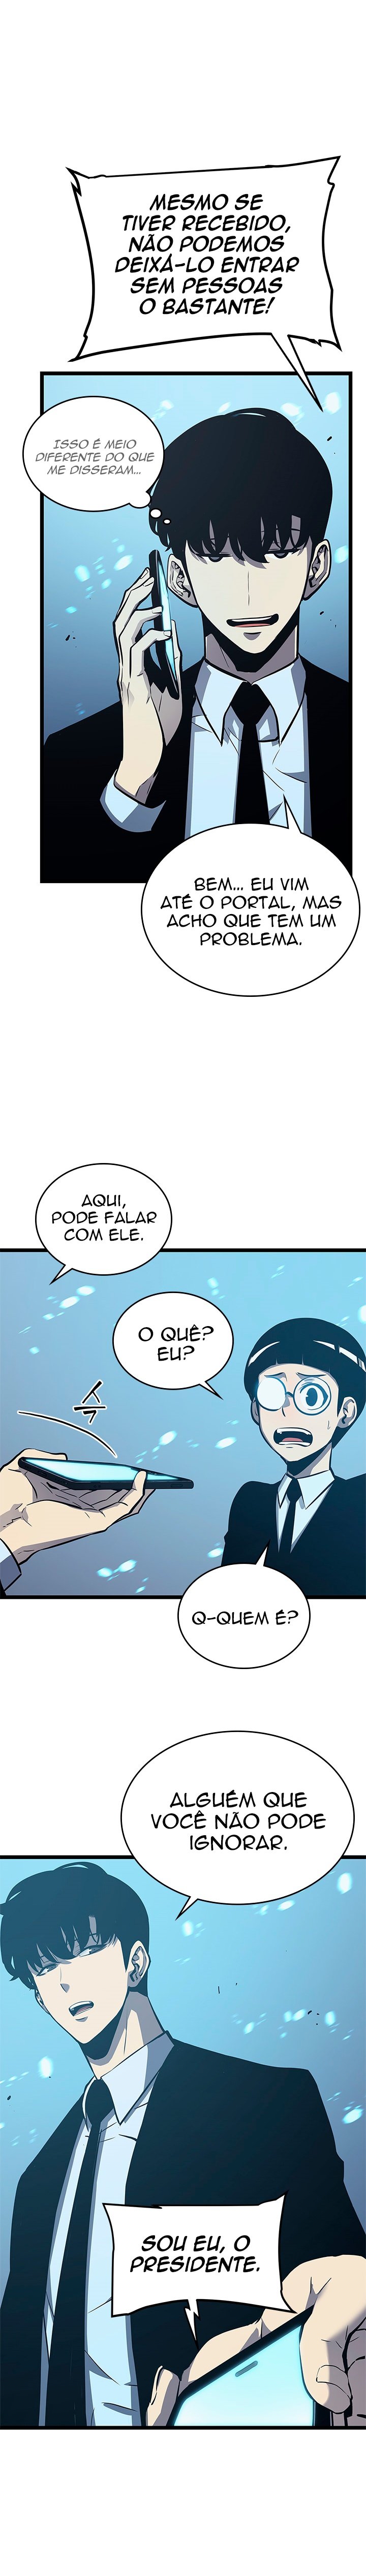 MESMO SE
TIVER RECEBIDO,
NÃO PODEMOS
DEIXÁ-LO ENTRAR
SEM PESSOAS
O BASTANTE!
ISSO É MEIO
DIFERENTE DO QUE
ME DISSERAM...
BEM... EU VIM
ATÉ O PORTAL, MAS
ACHO QUE TEM UM
PROBLEMA.
AQUI,
PODE FALAR
COM ELE.
O QUÊ?
EU?
Q-QUEM É?
ALGUÉM QUE
VOCÊ NÃO PODE
IGNORAR.
SOU EU, O
PRESIDENTE.